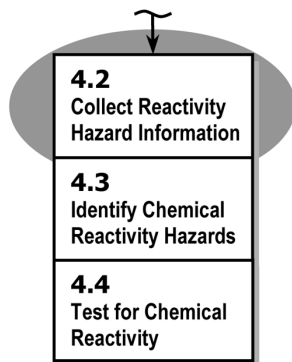 4.2
Collect Reactivity
Hazard Information
4.3
Identify Chemical
Reactivity Hazards
4.4
Test for Chemical
Reactivity